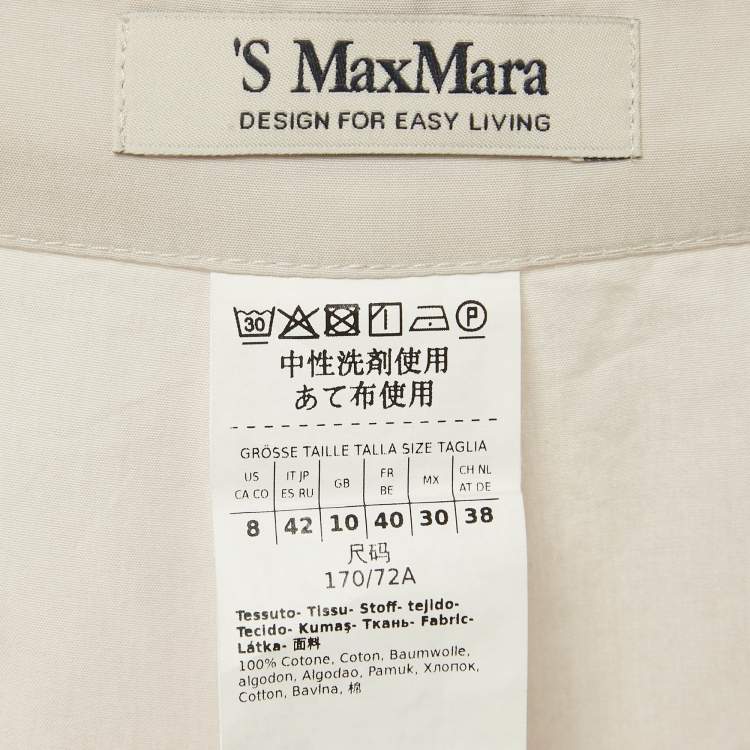 'S MaxMara
DESIGN FOR EASY LIVING
30 P
中性洗剤使用
あて布使用
GRÖSSE TAILLE TALLA SIZE TAGLIA
US CA CO IT JP ES RU GB FR BE MX CH NL AT DE
8 42 10 40 30 38
尺码
170/72A
Tessuto- Tissu- Stoff- tejido-
Tecido- Kumaş- Ткань- Fabric-
Látka- 面料
100% Cotone, Coton, Baumwolle,
algodon, Algodao, Pamuk, Хлопок,
Cotton, Bavlna, 棉